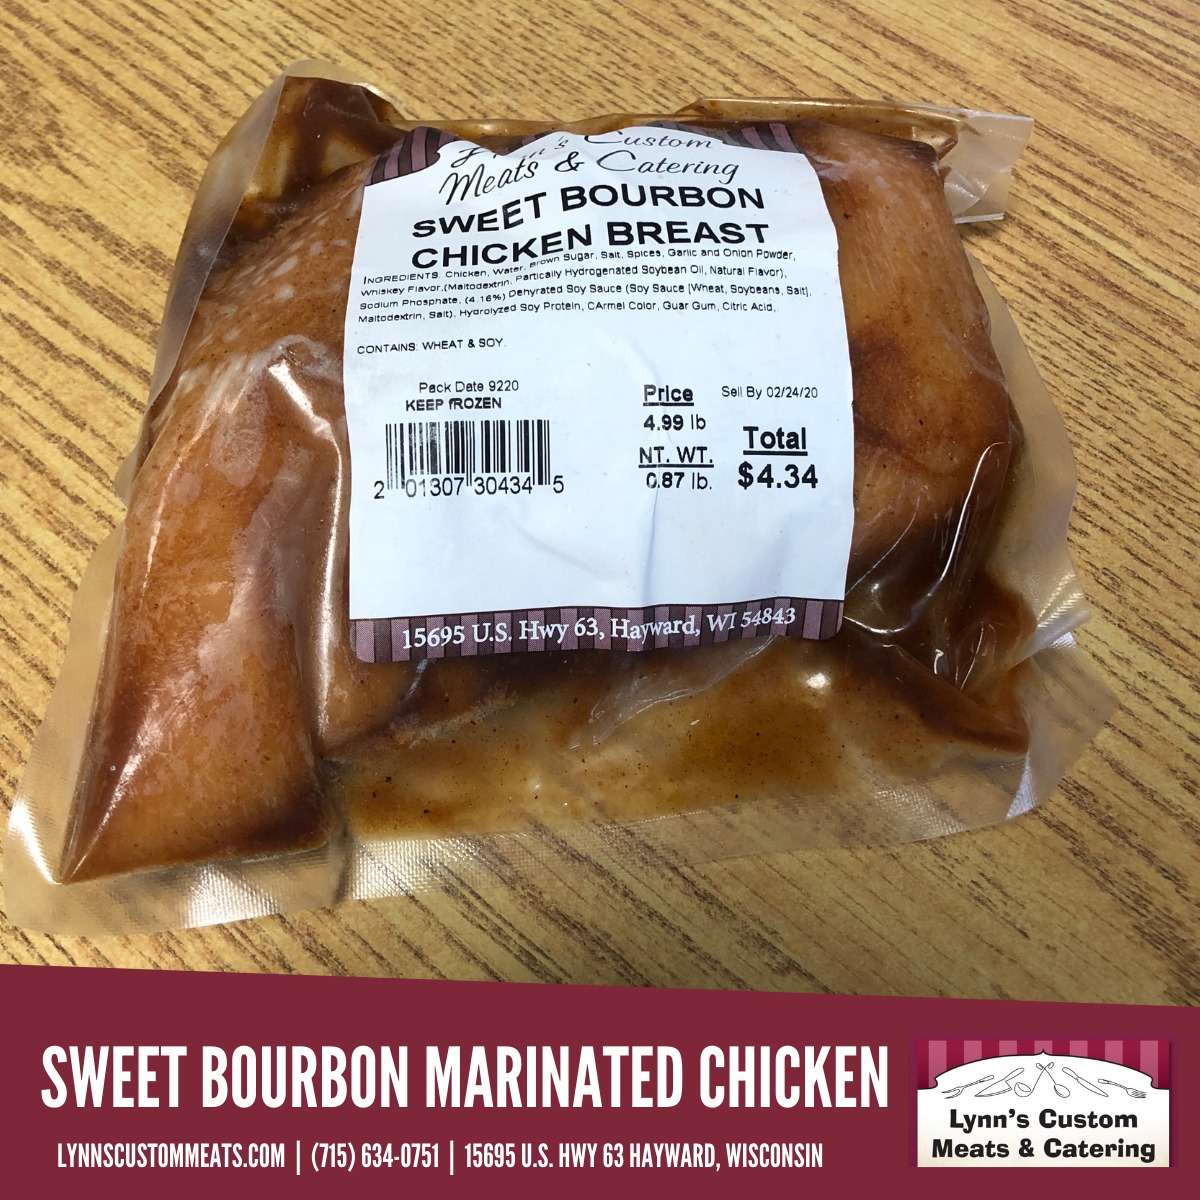 Lynn's Custom
Meats & Catering
SWEET BOURBON
CHICKEN BREAST
INGREDIENTS: Chicken, Water, Brown Sugar, Salt, Spices, Garlic and Onion Powder,
Whiskey Flavor,(Maltodextrin, Partically Hydrogenated Soybean Oil, Natural Flavor),
Sodium Phosphate, (4.16%) Dehyrated Soy Sauce (Soy Sauce [Wheat, Soybeans, Salt],
Maltodextrin, Salt), Hydrolyzed Soy Protein, CArmel Color, Guar Gum, Citric Acid,
CONTAINS: WHEAT & SOY.
Pack Date 9220
KEEP fROZEN
Price
Sell By 02/24/20
4.99 lb
NT. WT.
0.87 lb.
Total
$4.34
2 01307 30434 5
15695 U.S. Hwy 63, Hayward, WI 54843
SWEET BOURBON MARINATED CHICKEN
LYNNSCUSTOMMEATS.COM | (715) 634-0751 | 15695 U.S. HWY 63 HAYWARD, WISCONSIN
Lynn's Custom
Meats & Catering